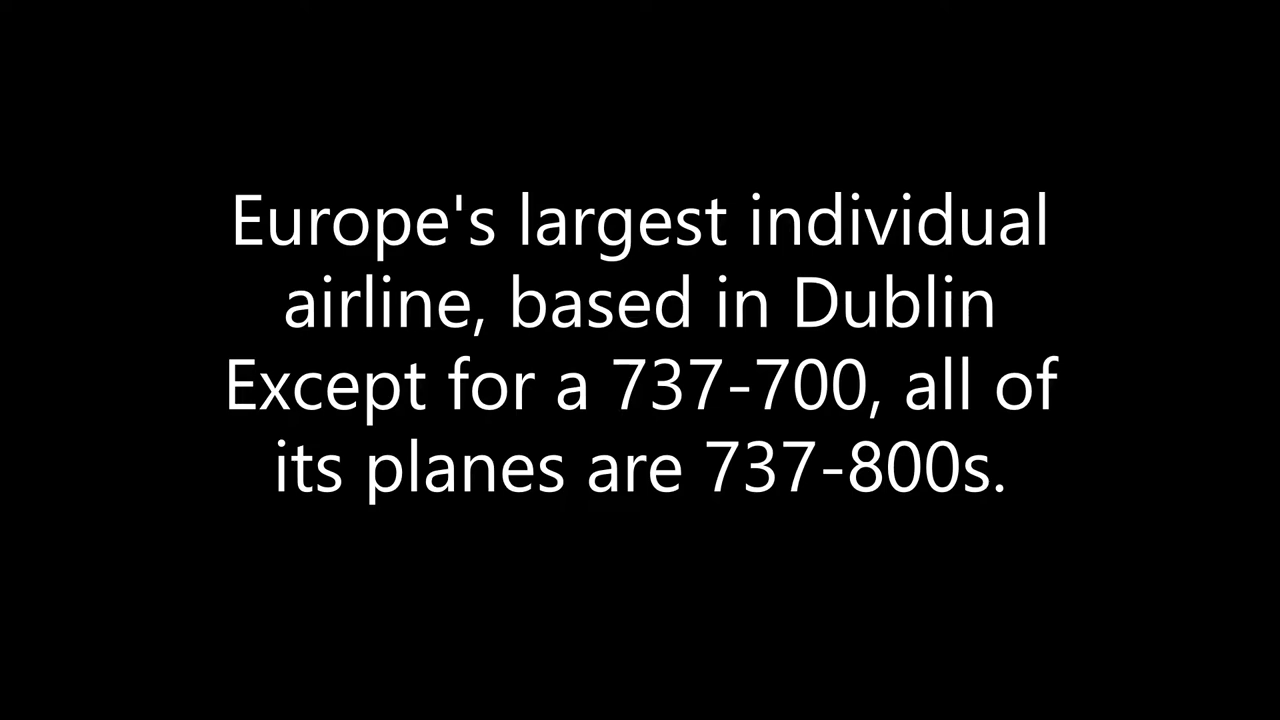 Europe's largest individual
airline, based in Dublin
Except for a 737-700, all of
its planes are 737-800s.